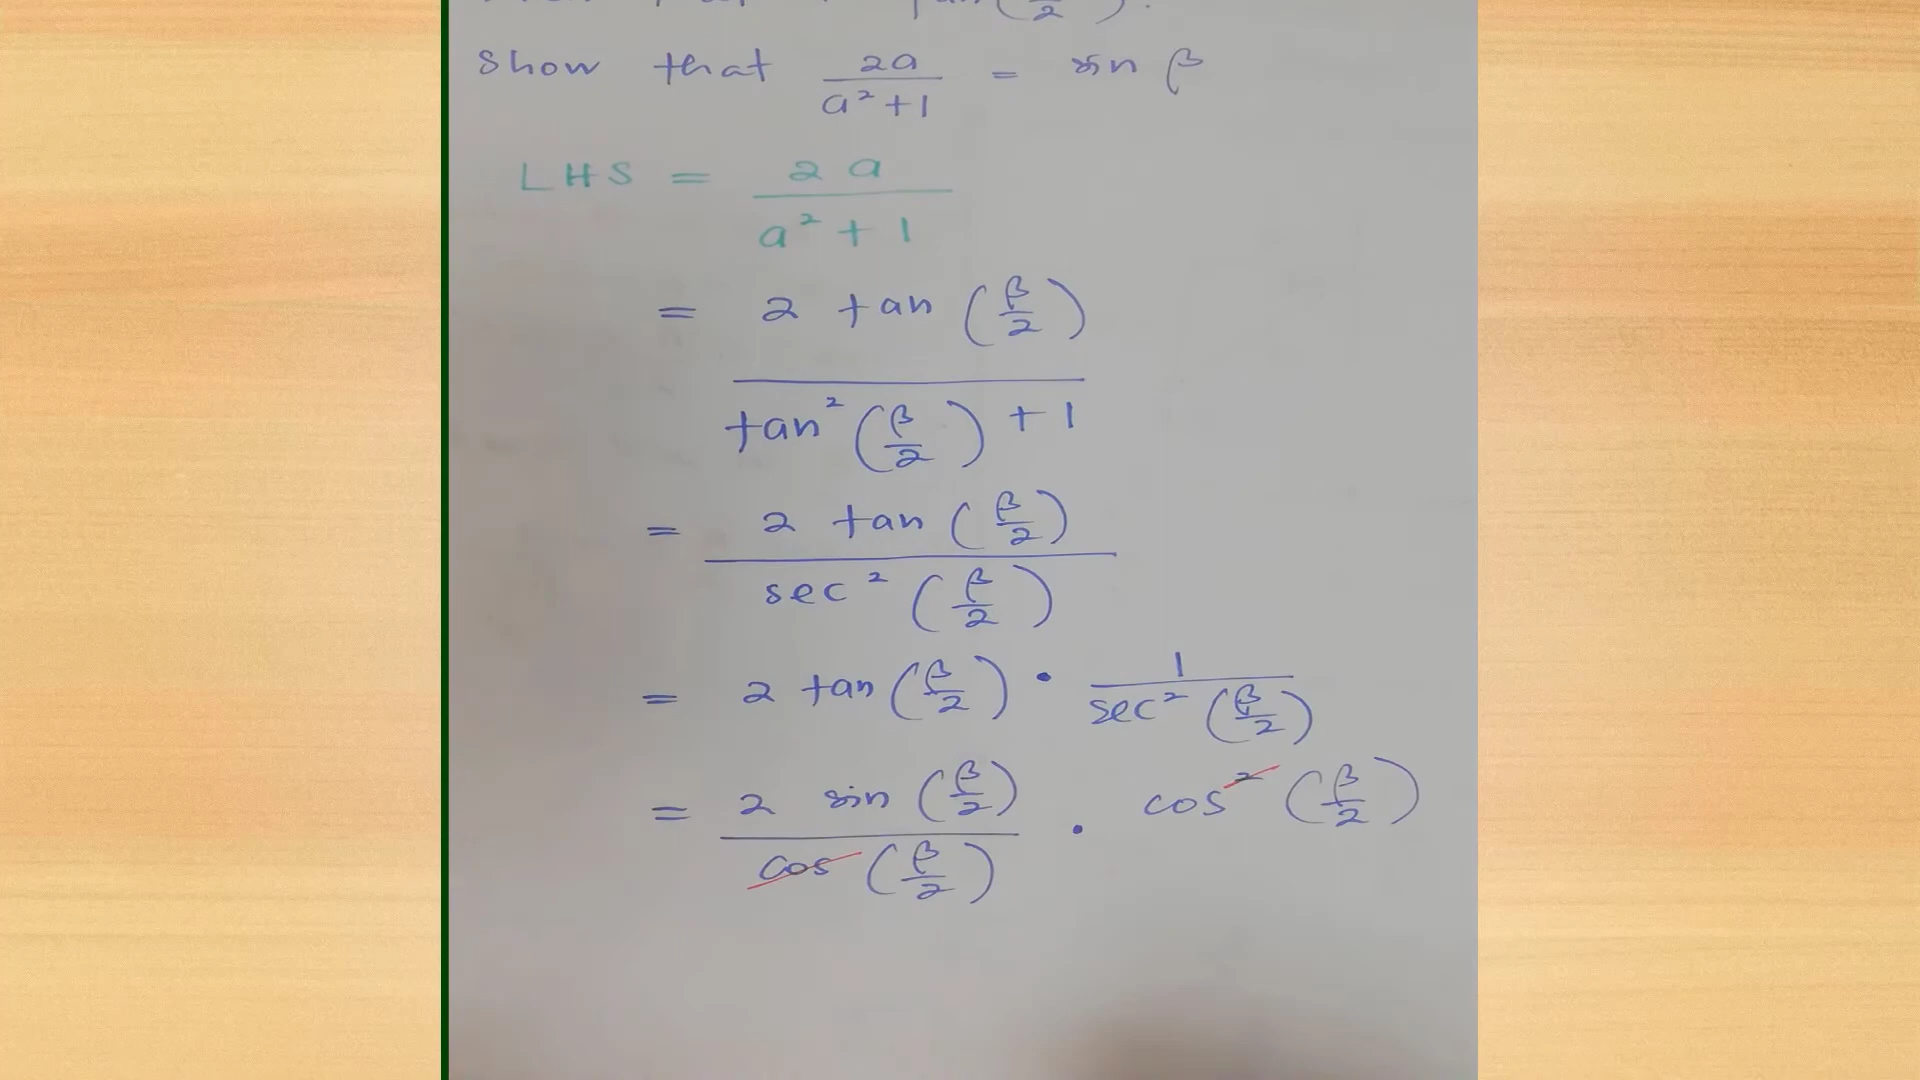 show that 2a / a² + 1 = sin β
LHS = 2 a / a² + 1
= 2 tan (β/2) / tan² (β/2) + 1
= 2 tan (β/2) / sec² (β/2)
= 2 tan (β/2) · 1 / sec² (β/2)
= 2 sin (β/2) / cos (β/2) · cos² (β/2)